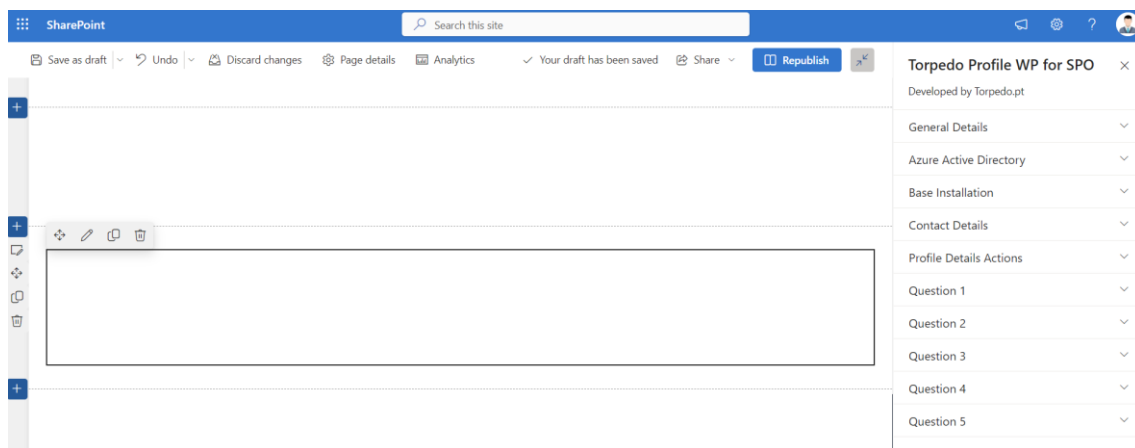 SharePoint
Search this site
Save as draft Undo Discard changes Page details Analytics Your draft has been saved Share Republish
Torpedo Profile WP for SPO
Developed by Torpedo.pt
General Details
Azure Active Directory
Base Installation
Contact Details
Profile Details Actions
Question 1
Question 2
Question 3
Question 4
Question 5